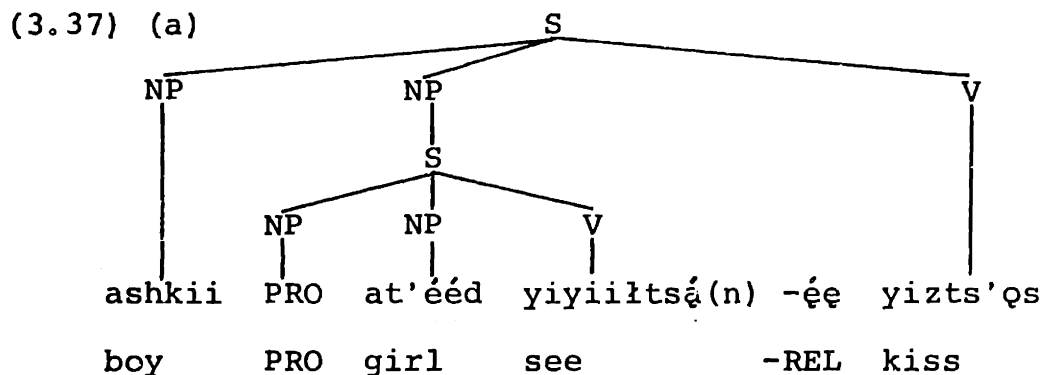 (3.37) (a)
S
NP NP V
S
NP NP V
ashkii PRO at'ééd yiyiiłtsą́(n) -ę́ę yizts'ǫs
boy PRO girl see -REL kiss